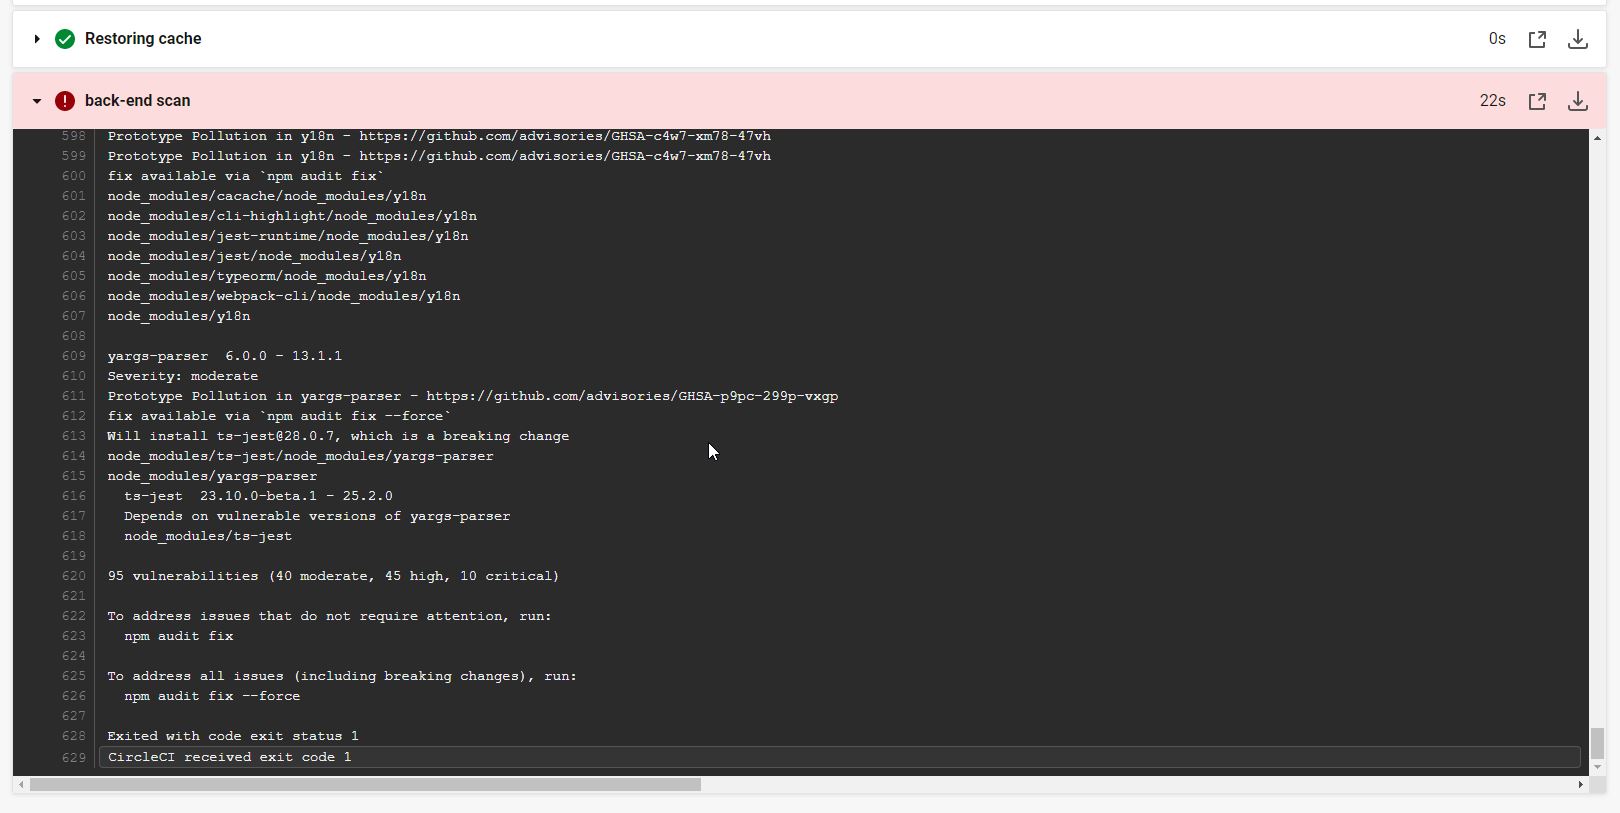 Restoring cache 0s
back-end scan 22s
598 Prototype Pollution in y18n - https://github.com/advisories/GHSA-c4w7-xm78-47vh
599 Prototype Pollution in y18n - https://github.com/advisories/GHSA-c4w7-xm78-47vh
600 fix available via `npm audit fix`
601 node_modules/cacache/node_modules/y18n
602 node_modules/cli-highlight/node_modules/y18n
603 node_modules/jest-runtime/node_modules/y18n
604 node_modules/jest/node_modules/y18n
605 node_modules/typeorm/node_modules/y18n
606 node_modules/webpack-cli/node_modules/y18n
607 node_modules/y18n
608
609 yargs-parser  6.0.0 - 13.1.1
610 Severity: moderate
611 Prototype Pollution in yargs-parser - https://github.com/advisories/GHSA-p9pc-299p-vxgp
612 fix available via `npm audit fix --force`
613 Will install ts-jest@28.0.7, which is a breaking change
614 node_modules/ts-jest/node_modules/yargs-parser
615 node_modules/yargs-parser
616   ts-jest  23.10.0-beta.1 - 25.2.0
617   Depends on vulnerable versions of yargs-parser
618   node_modules/ts-jest
619
620 95 vulnerabilities (40 moderate, 45 high, 10 critical)
621
622 To address issues that do not require attention, run:
623   npm audit fix
624
625 To address all issues (including breaking changes), run:
626   npm audit fix --force
627
628 Exited with code exit status 1
629 CircleCI received exit code 1